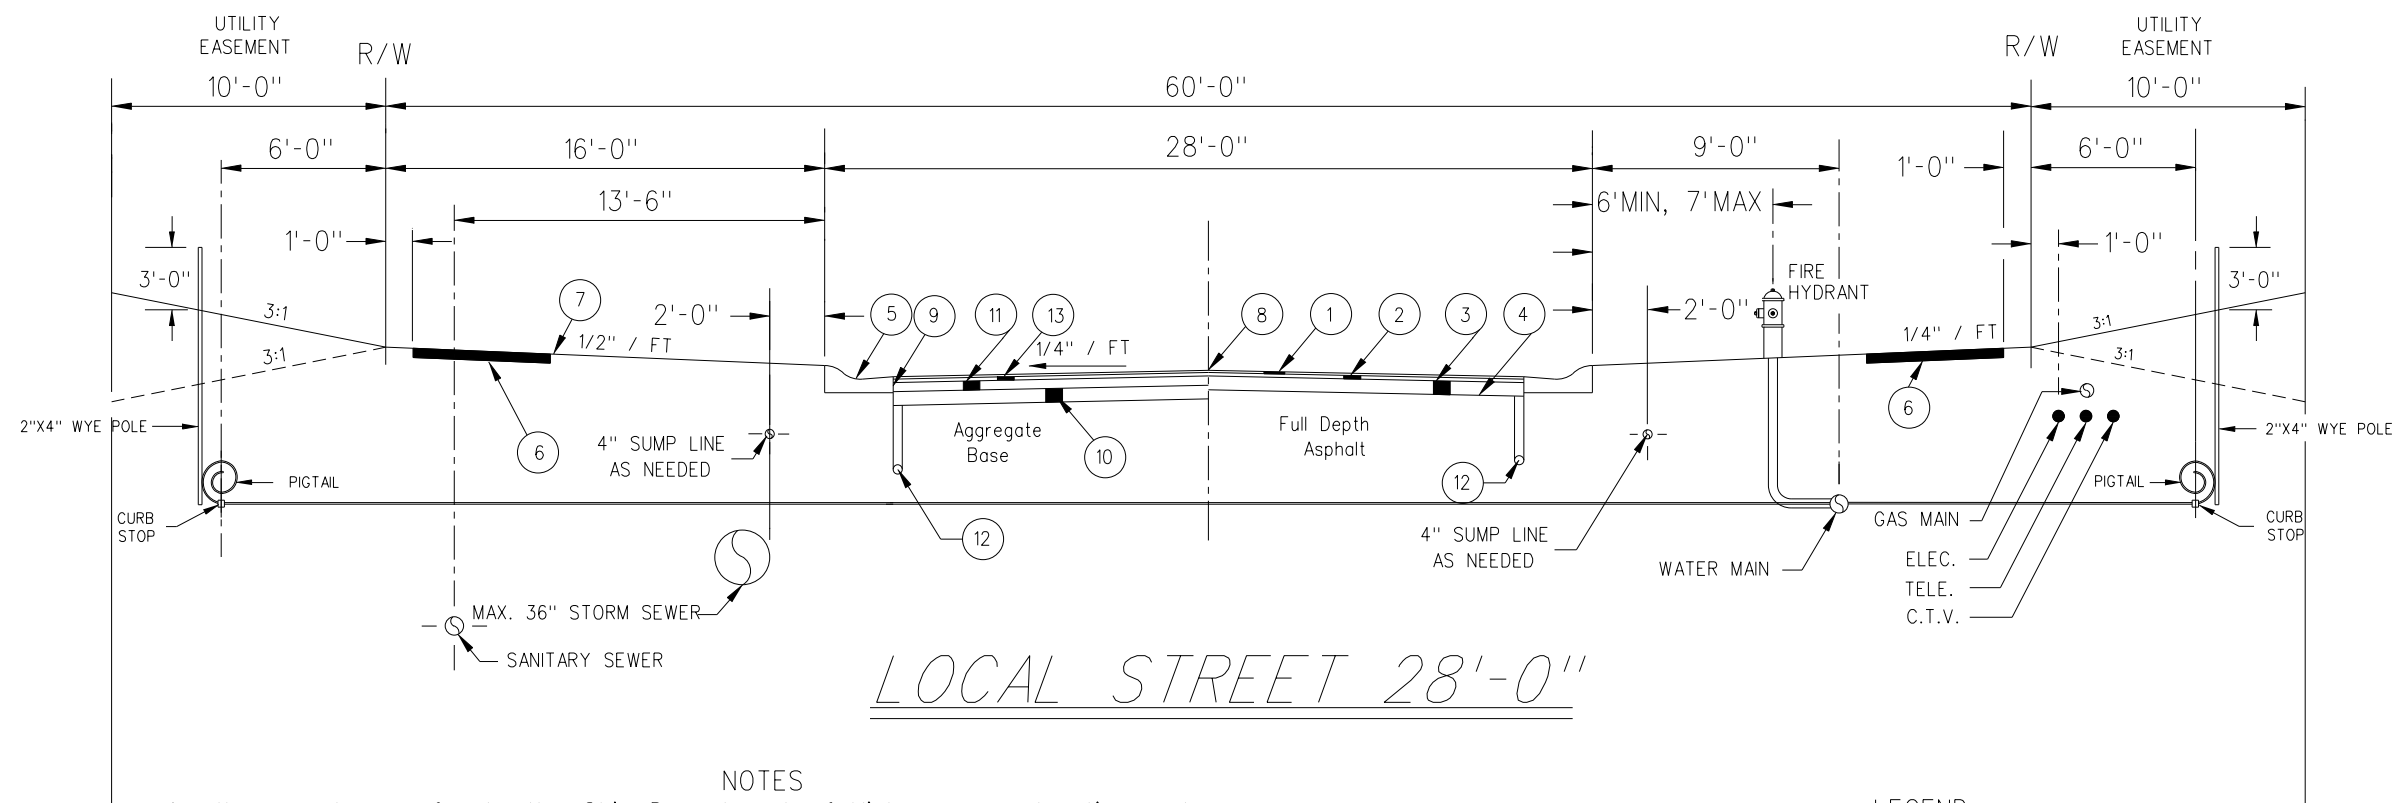 UTILITY
EASEMENT
R/W
R/W
UTILITY
EASEMENT
10'-0"
60'-0"
10'-0"
6'-0"
16'-0"
28'-0"
9'-0"
1'-0"
6'-0"
13'-6"
6'MIN, 7'MAX
1'-0"
1'-0"
3'-0"
3'-0"
FIRE
HYDRANT
3:1
3:1
7
2'-0"
5
9
11
13
8
1
2
3
4
2'-0"
1/2" / FT
1/4" / FT
1/4" / FT
3:1
3:1
6
6
2"X4" WYE POLE
2"X4" WYE POLE
4" SUMP LINE
AS NEEDED
Aggregate
Base
10
Full Depth
Asphalt
12
12
PIGTAIL
PIGTAIL
CURB
STOP
CURB
STOP
GAS MAIN
4" SUMP LINE
AS NEEDED
WATER MAIN
ELEC.
TELE.
C.T.V.
MAX. 36" STORM SEWER
SANITARY SEWER
LOCAL STREET 28'-0"
NOTES
LEGEND